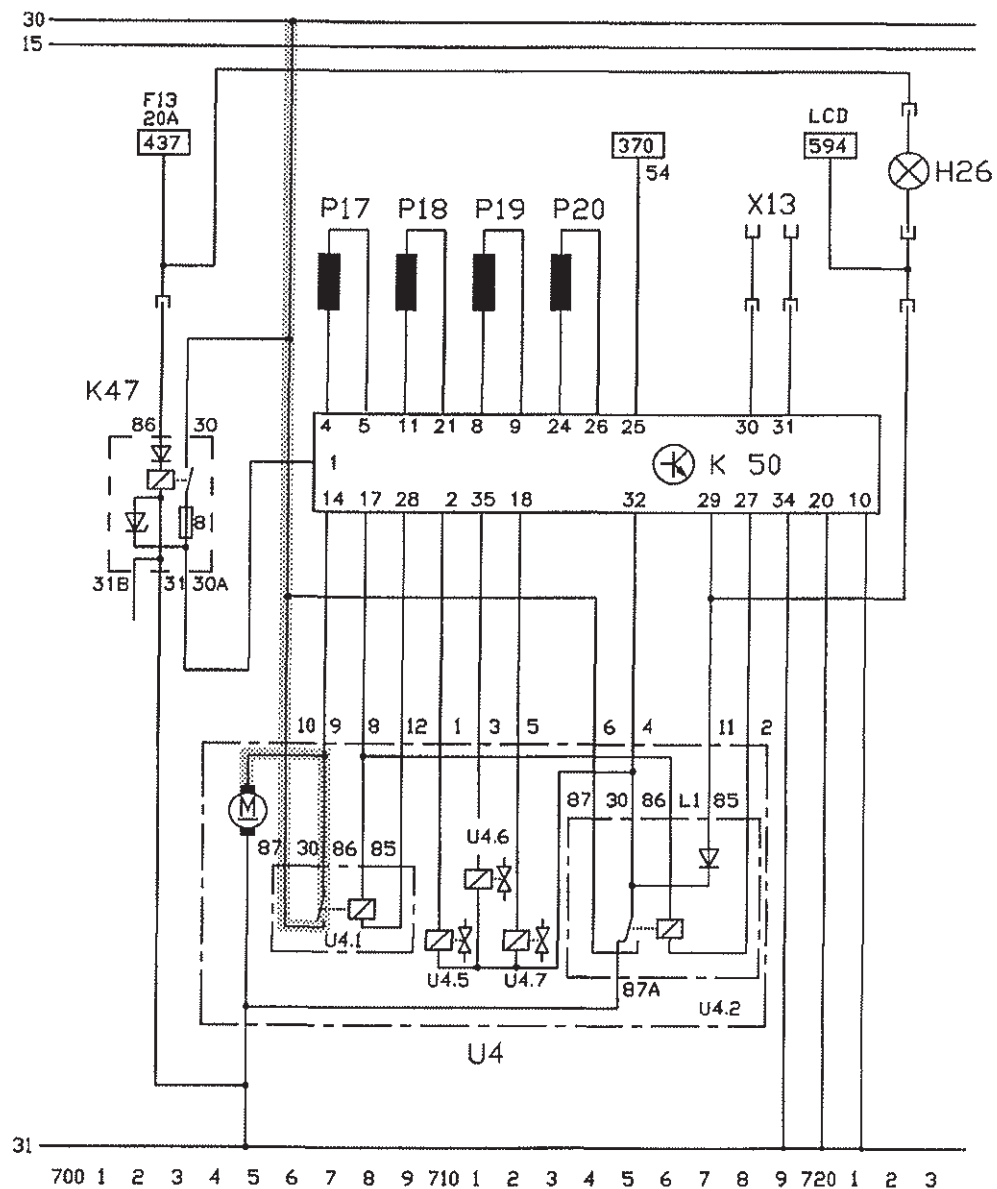 30
15
F13
20A
437
370
54
LCD
594
H26
P17 P18 P19 P20 X13
K47
86 30
4 5 11 21 8 9 24 26 25 30 31
1 K 50
14 17 28 2 35 18 32 29 27 34 20 10
8
31B 31 30A
10 9 8 12 1 3 5 6 4 11 2
M
87 30 86 L1 85
U4.6
87 30 86 85
U4.1
U4.5 U4.7
87A
U4.2
U4
31
700 1 2 3 4 5 6 7 8 9 710 1 2 3 4 5 6 7 8 9 720 1 2 3